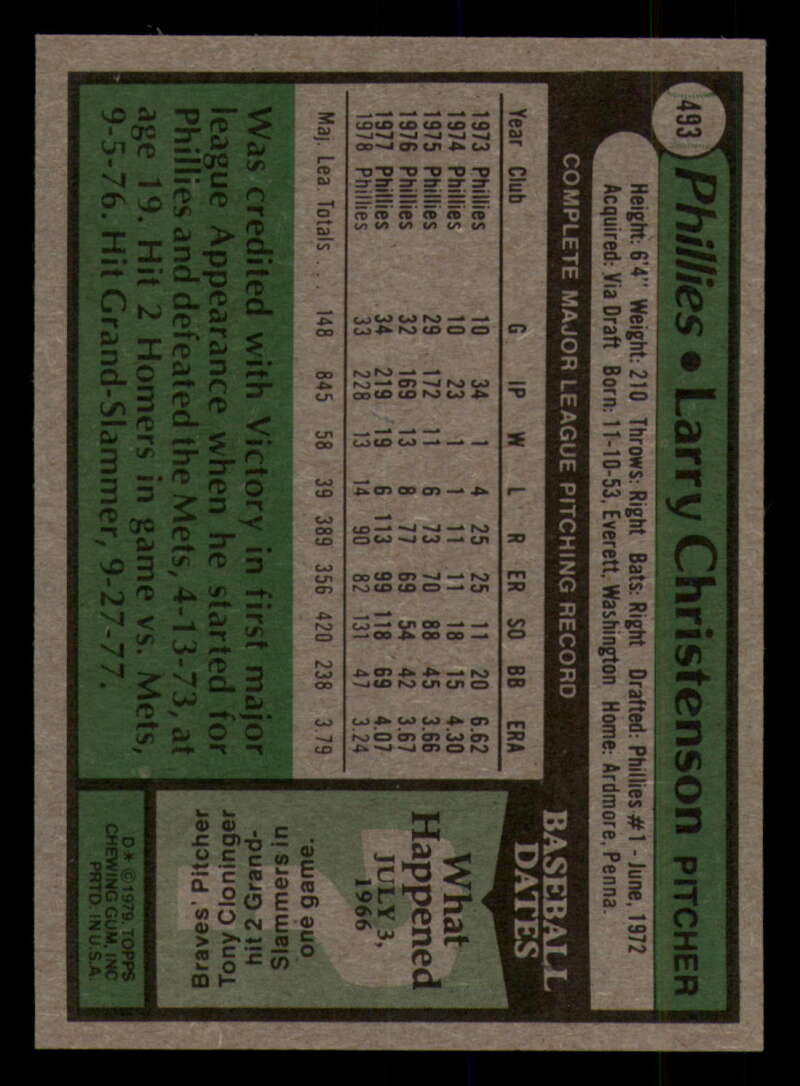 493
Phillies • Larry Christenson PITCHER
Height: 6'4" Weight: 210 Throws: Right Bats: Right Drafted: Phillies #1 - June, 1972
Acquired: Via Draft Born: 11-10-53, Everett, Washington Home: Ardmore, Penna.
COMPLETE MAJOR LEAGUE PITCHING RECORD
Year Club G IP W L R ER SO BB ERA
1973 Phillies 10 34 1 4 25 25 11 20 6.62
1974 Phillies 10 23 1 1 11 11 18 15 4.30
1975 Phillies 29 172 11 6 73 70 88 45 3.66
1976 Phillies 32 169 13 8 77 69 54 42 3.67
1977 Phillies 34 219 19 6 113 99 118 69 4.07
1978 Phillies 33 228 13 14 90 82 131 47 3.24
Maj. Lea Totals . . 148 845 58 39 389 356 420 238 3.79
Was credited with Victory in first major
league Appearance when he started for
Phillies and defeated the Mets, 4-13-73, at
age 19. Hit 2 Homers in game vs. Mets,
9-5-76. Hit Grand-Slammer, 9-27-77.
BASEBALL
DATES
What
Happened
JULY 3,
1966
Braves' Pitcher
Tony Cloninger
hit 2 Grand-
Slammers in
one game.
D* © 1979, TOPPS
CHEWING GUM, INC
PRTD. IN U.S.A.